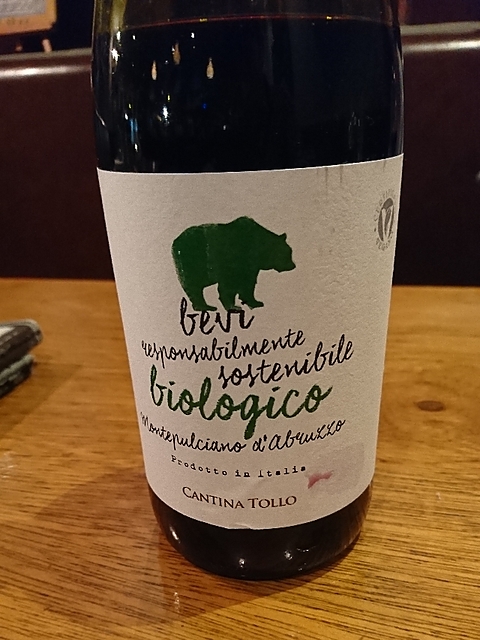 bevi
responsabilmente
sostenibile
biologico
Montepulciano d'Abruzzo
Prodotto in Italia
CANTINA TOLLO